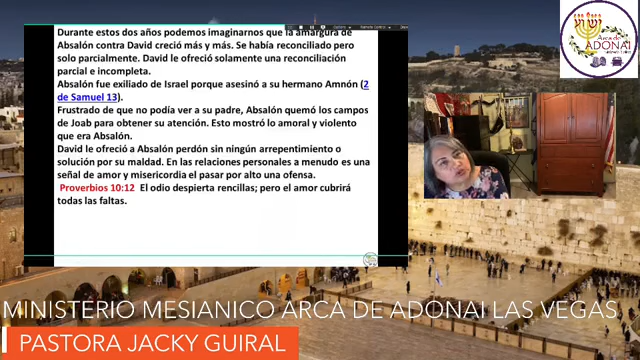 Durante estos dos años podemos imaginarnos que la amargura de
Absalón contra David creció más y más. Se había reconciliado pero
solo parcialmente. David le ofreció solamente una reconciliación
parcial e incompleta.
Absalón fue exiliado de Israel porque asesinó a su hermano Amnón (2
de Samuel 13).
Frustrado de que no podía ver a su padre, Absalón quemó los campos
de Joab para obtener su atención. Esto mostró lo amoral y violento
que era Absalón.
David le ofreció a Absalón perdón sin ningún arrepentimiento o
solución por su maldad. En las relaciones personales a menudo es una
señal de amor y misericordia el pasar por alto una ofensa.
Proverbios 10:12 El odio despierta rencillas; pero el amor cubrirá
todas las faltas.
Arca de
ADONAI
MINISTERIO MESIANICO ARCA DE ADONAI LAS VEGAS
PASTORA JACKY GUIRAL